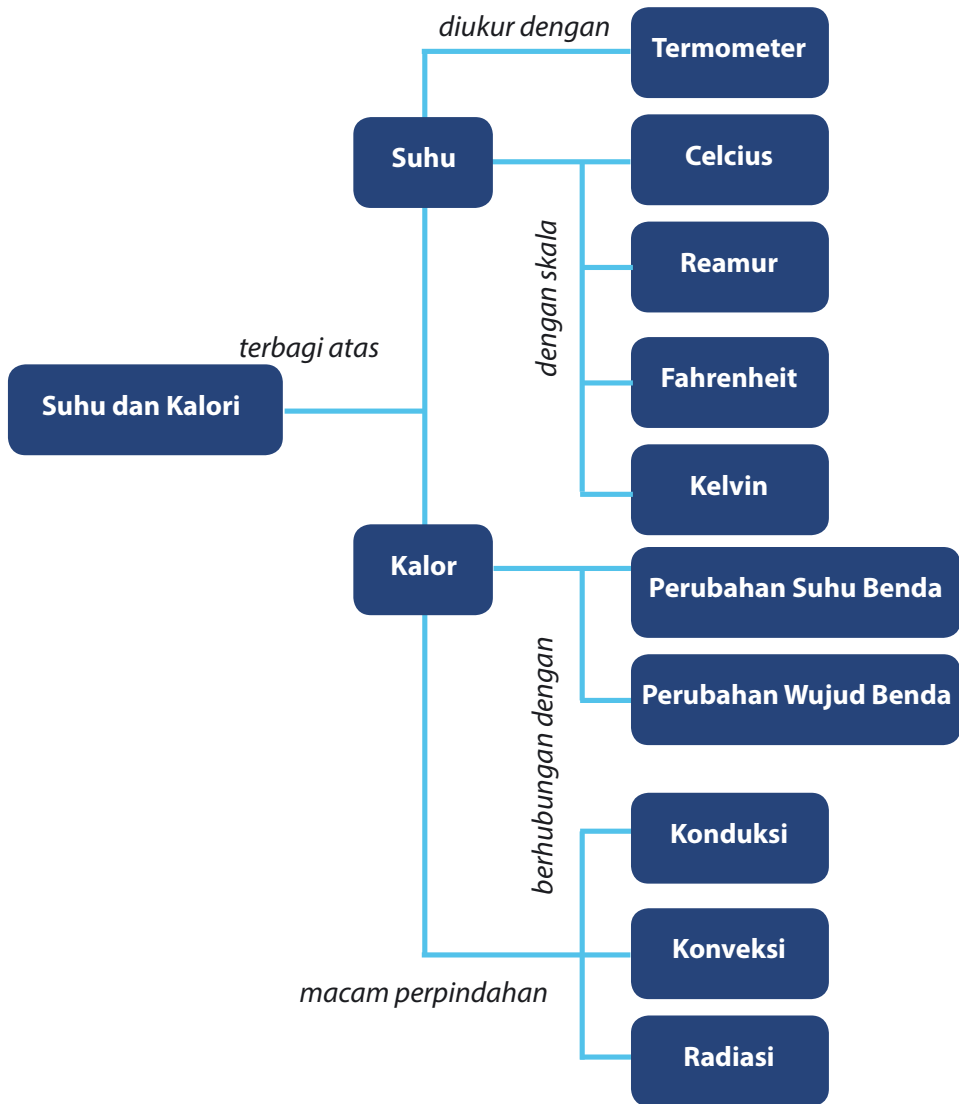 diukur dengan
Termometer
Suhu
Celcius
dengan skala
Reamur
Fahrenheit
Kelvin
terbagi atas
Suhu dan Kalori
Kalor
berhubungan dengan
Perubahan Suhu Benda
Perubahan Wujud Benda
macam perpindahan
Konduksi
Konveksi
Radiasi